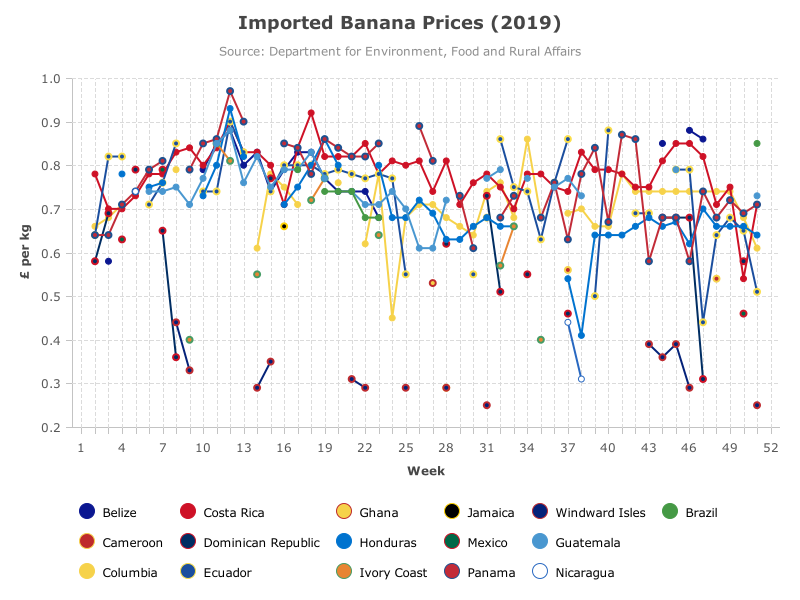 Imported Banana Prices (2019)
Source: Department for Environment, Food and Rural Affairs
1.0
0.9
0.8
0.7
0.6
0.5
0.4
0.3
0.2
£ per kg
1 4 7 10 13 16 19 22 25 28 31 34 37 40 43 46 49 52
Week
Belize Costa Rica Ghana Jamaica Windward Isles Brazil
Cameroon Dominican Republic Honduras Mexico Guatemala
Columbia Ecuador Ivory Coast Panama Nicaragua